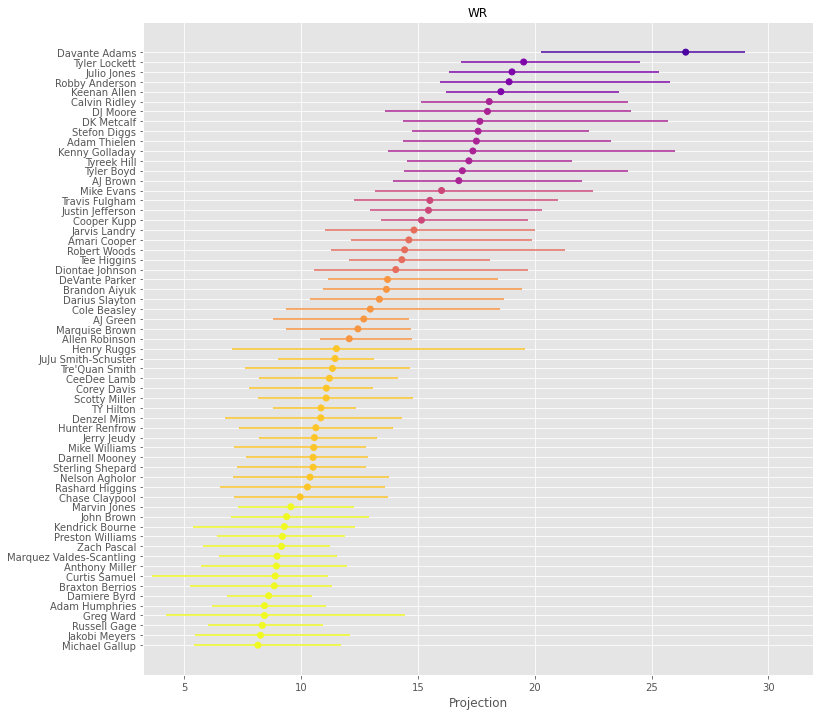 WR
Davante Adams
Tyler Lockett
Julio Jones
Robby Anderson
Keenan Allen
Calvin Ridley
DJ Moore
DK Metcalf
Stefon Diggs
Adam Thielen
Kenny Golladay
Tyreek Hill
Tyler Boyd
AJ Brown
Mike Evans
Travis Fulgham
Justin Jefferson
Cooper Kupp
Jarvis Landry
Amari Cooper
Robert Woods
Tee Higgins
Diontae Johnson
DeVante Parker
Brandon Aiyuk
Darius Slayton
Cole Beasley
AJ Green
Marquise Brown
Allen Robinson
Henry Ruggs
JuJu Smith-Schuster
Tre'Quan Smith
CeeDee Lamb
Corey Davis
Scotty Miller
TY Hilton
Denzel Mims
Hunter Renfrow
Jerry Jeudy
Mike Williams
Darnell Mooney
Sterling Shepard
Nelson Agholor
Rashard Higgins
Chase Claypool
Marvin Jones
John Brown
Kendrick Bourne
Preston Williams
Zach Pascal
Marquez Valdes-Scantling
Anthony Miller
Curtis Samuel
Braxton Berrios
Damiere Byrd
Adam Humphries
Greg Ward
Russell Gage
Jakobi Meyers
Michael Gallup
5 10 15 20 25 30
Projection